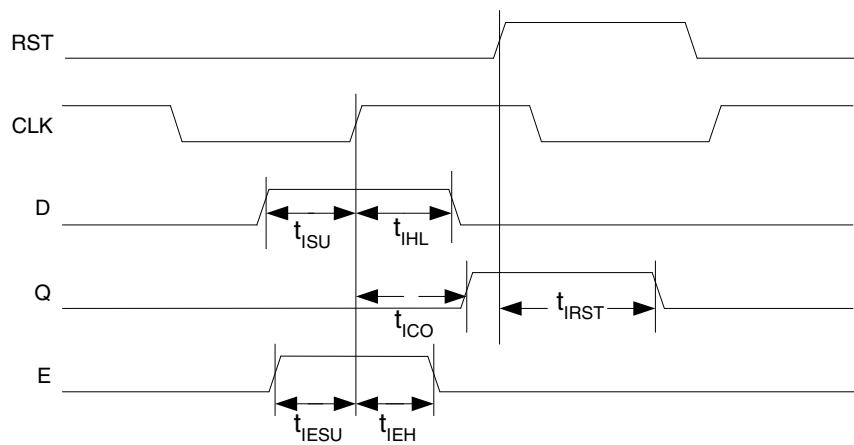 RST
CLK
D
tISU tIHL
Q
tICO
tIRST
E
tIESU tIEH